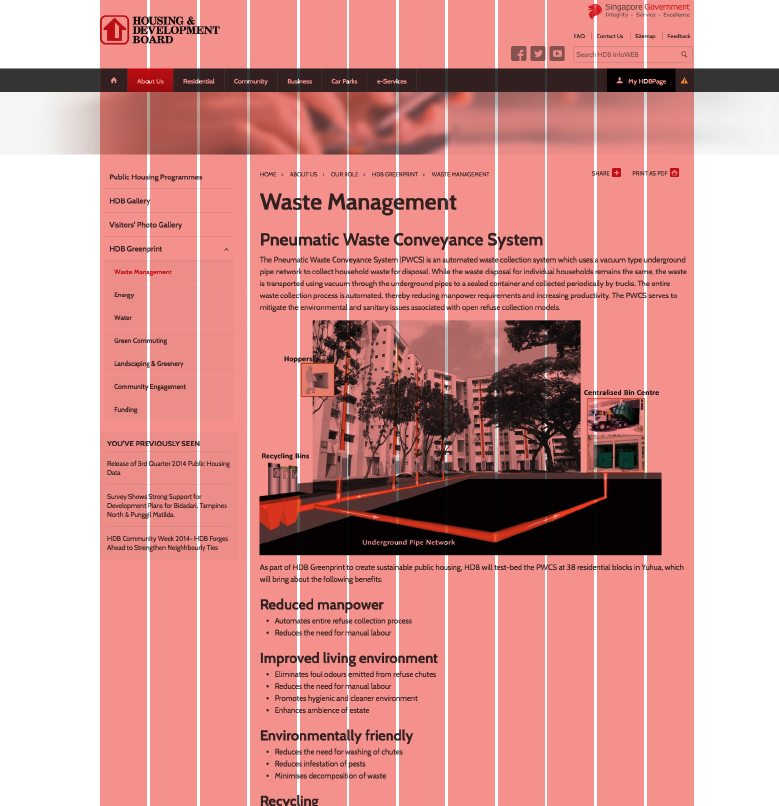 HOUSING &
DEVELOPMENT
BOARD
Singapore Government
Integrity · Service · Excellence
FAQ Contact Us Sitemap Feedback
Search HDB InfoWEB
About Us Residential Community Business Car Parks e-Services My HDBPage
Public Housing Programmes
HDB Gallery
Visitors' Photo Gallery
HDB Greenprint
Waste Management
Energy
Water
Green Commuting
Landscaping & Greenery
Community Engagement
Funding
YOU'VE PREVIOUSLY SEEN
Release of 3rd Quarter 2014 Public Housing
Data
Survey Shows Strong Support for
Development Plans for Bidadari, Tampines
North & Punggol Matilda.
HDB Community Week 2014- HDB Forges
Ahead to Strengthen Neighbourly Ties
HOME › ABOUT US › OUR ROLE › HDB GREENPRINT › WASTE MANAGEMENT
SHARE PRINT AS PDF
Waste Management
Pneumatic Waste Conveyance System
The Pneumatic Waste Conveyance System (PWCS) is an automated waste collection system which uses a vacuum type underground
pipe network to collect household waste for disposal. While the waste disposal for individual households remains the same, the waste
is transported using vacuum through the underground pipes to a sealed container and collected periodically by trucks. The entire
waste collection process is automated, thereby reducing manpower requirements and increasing productivity. The PWCS serves to
mitigate the environmental and sanitary issues associated with open refuse collection models.
Hoppers
Centralised Bin Centre
Recycling Bins
Underground Pipe Network
As part of HDB Greenprint to create sustainable public housing, HDB will test-bed the PWCS at 38 residential blocks in Yuhua, which
will bring about the following benefits:
Reduced manpower
• Automates entire refuse collection process
• Reduces the need for manual labour
Improved living environment
• Eliminates foul odours emitted from refuse chutes
• Reduces the need for manual labour
• Promotes hygienic and cleaner environment
• Enhances ambience of estate
Environmentally friendly
• Reduces the need for washing of chutes
• Reduces infestation of pests
• Minimises decomposition of waste
Recycling